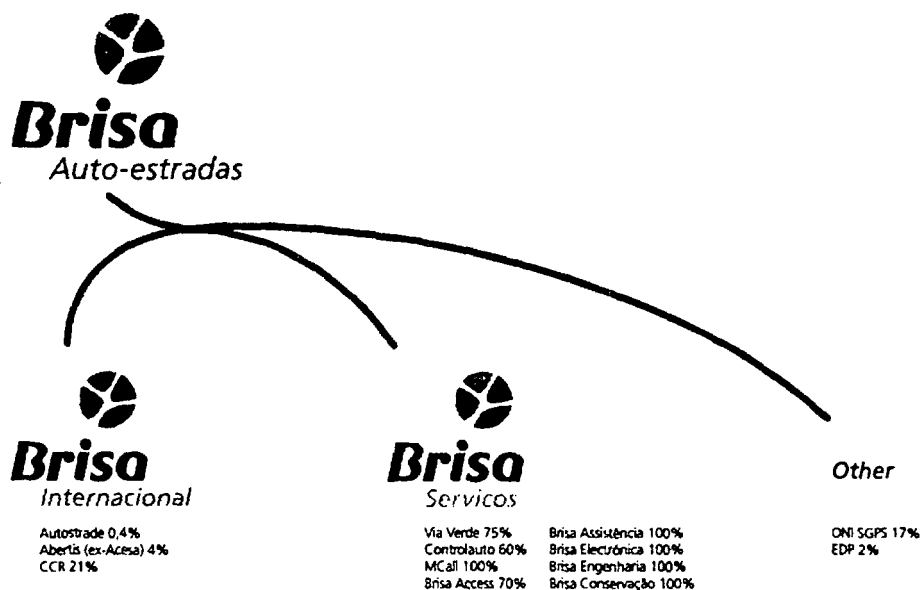 Brisa
Auto-estradas
Brisa
Internacional
Autostrade 0,4%
Abertis (ex-Acesa) 4%
CCR 21%
Brisa
Servicos
Via Verde 75% Brisa Assistência 100%
Controlauto 60% Brisa Electrónica 100%
MCall 100% Brisa Engenharia 100%
Brisa Access 70% Brisa Conservação 100%
Other
ONI SGPS 17%
EDP 2%